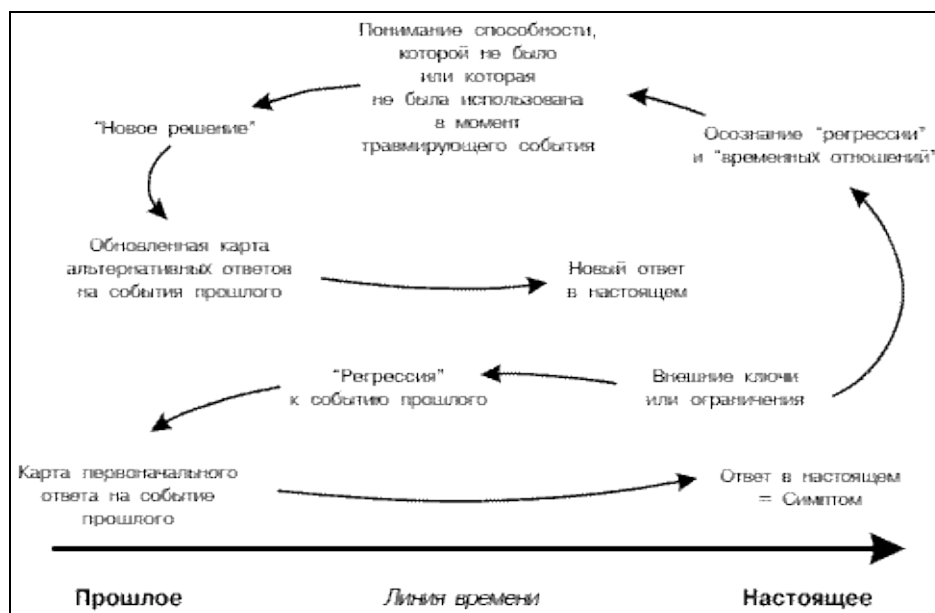 Понимание способности,
которой не было
или которая
не была использована
в момент
травмирующего события
"Новое решение"
Осознание "регрессии"
и "временных отношений"
Обновленная карта
альтернативных ответов
на события прошлого
Новый ответ
в настоящем
"Регрессия"
к событию прошлого
Внешние ключи
или ограничения
Карта первоначального
ответа на событие
прошлого
Ответ в настоящем
= Симптом
Прошлое
Линия времени
Настоящее